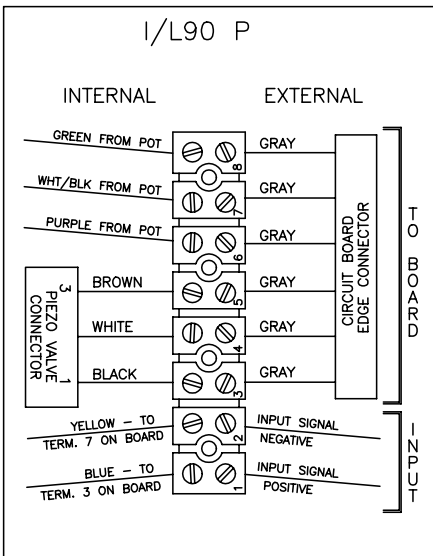 I/L90 P
INTERNAL
EXTERNAL
GREEN FROM POT
8
GRAY
WHT/BLK FROM POT
7
GRAY
PURPLE FROM POT
6
GRAY
BROWN
5
GRAY
WHITE
4
GRAY
BLACK
3
GRAY
3
PIEZO VALVE
CONNECTOR
1
CIRCUIT BOARD
EDGE CONNECTOR
TO BOARD
YELLOW – TO
TERM. 7 ON BOARD
2
INPUT SIGNAL
NEGATIVE
BLUE – TO
TERM. 3 ON BOARD
1
INPUT SIGNAL
POSITIVE
INPUT